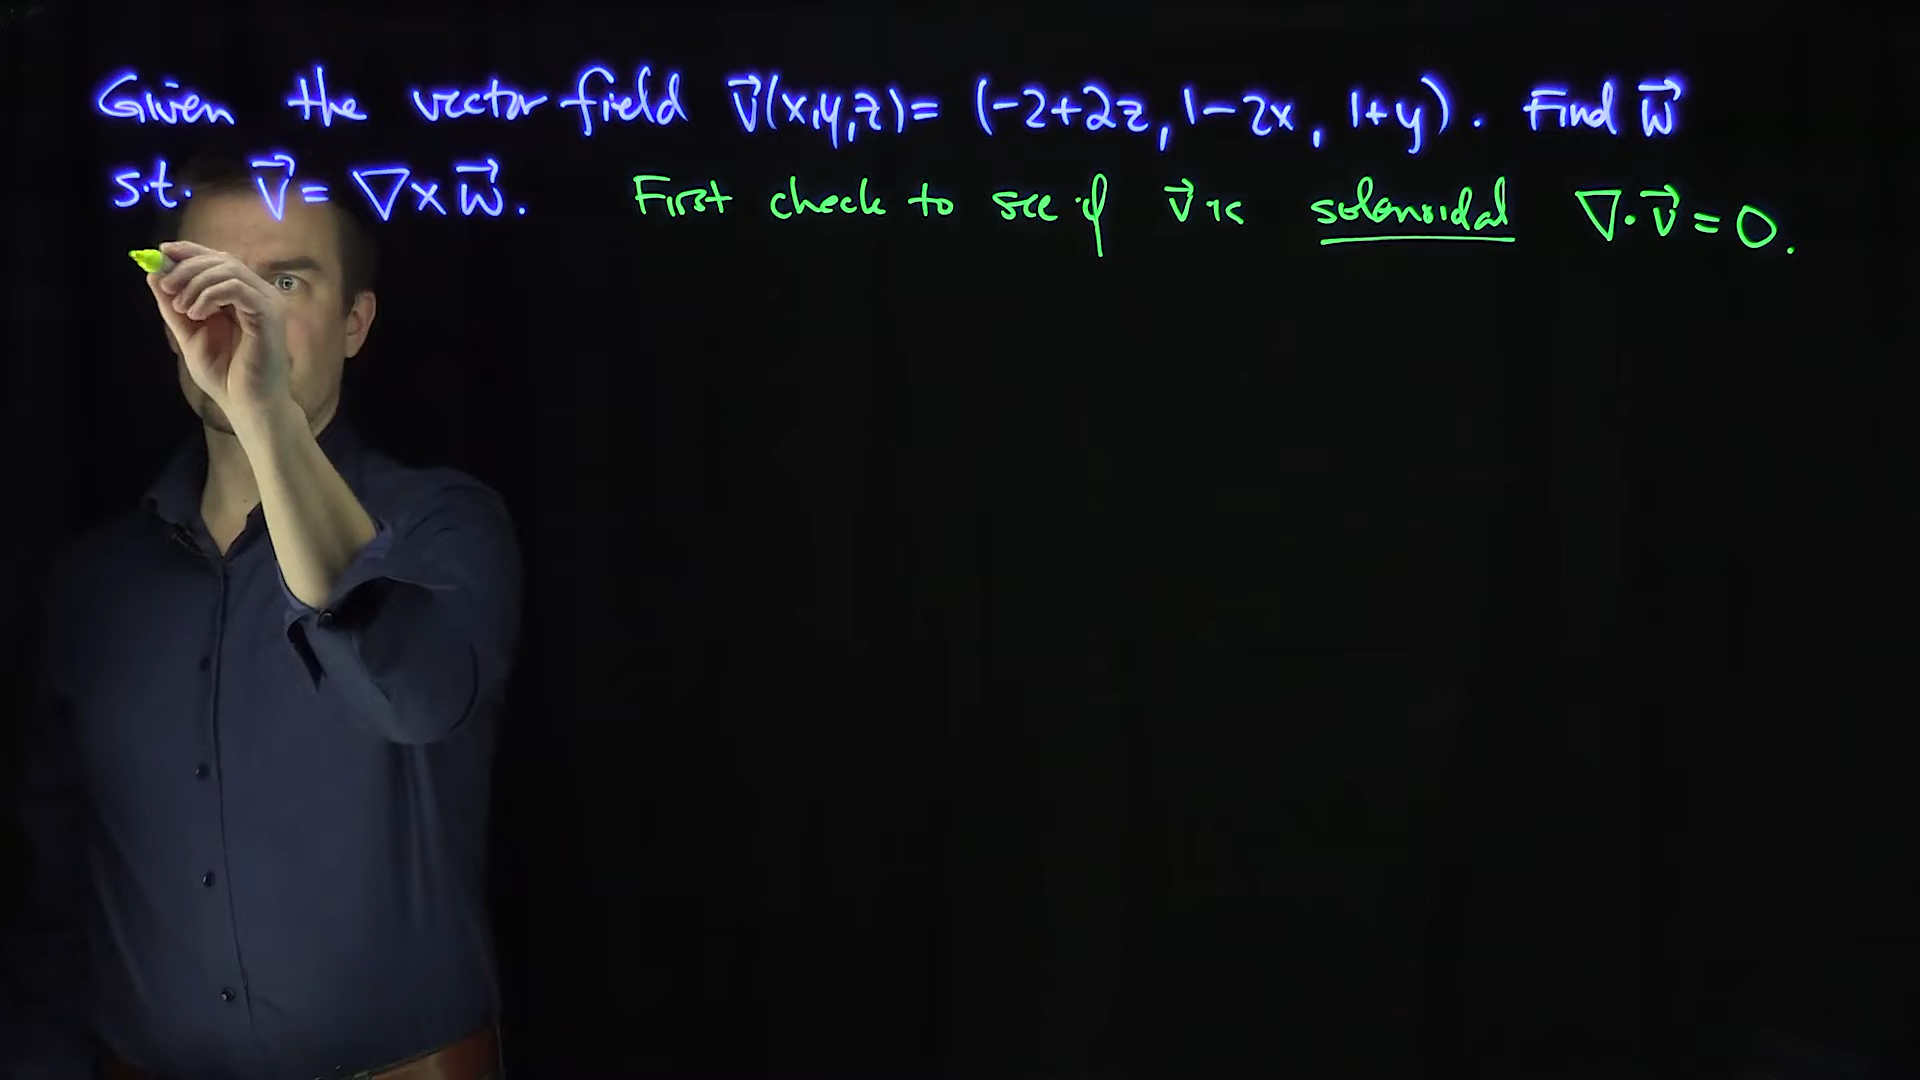 Given the vector field v⃗(x,y,z)= (-2+2z, 1-2x, 1+y). Find w⃗
s.t. v⃗ = ∇×w⃗. First check to see if v⃗ is solenoidal ∇·v⃗ = 0.